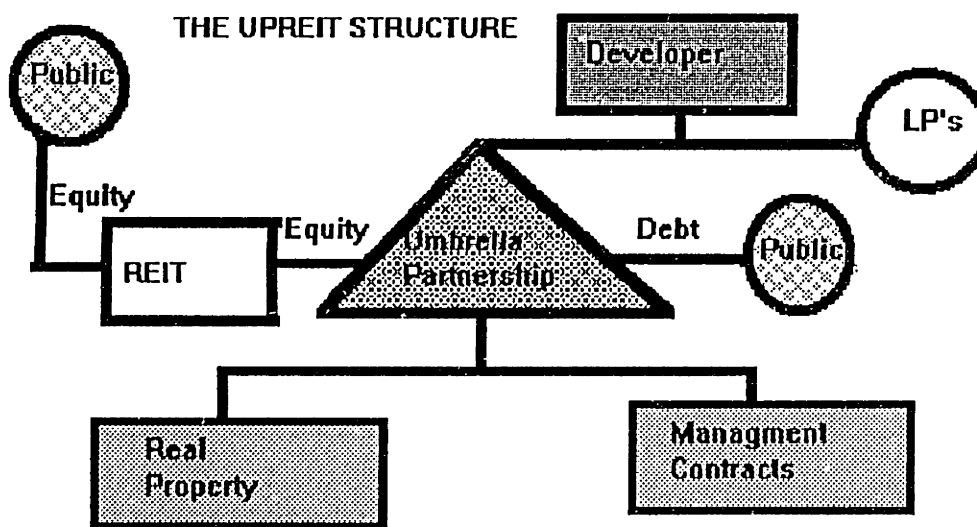 THE UPREIT STRUCTURE
Public
Developer
LP's
Equity
Equity
Debt
REIT
Umbrella
Partnership
Public
Real
Property
Managment
Contracts